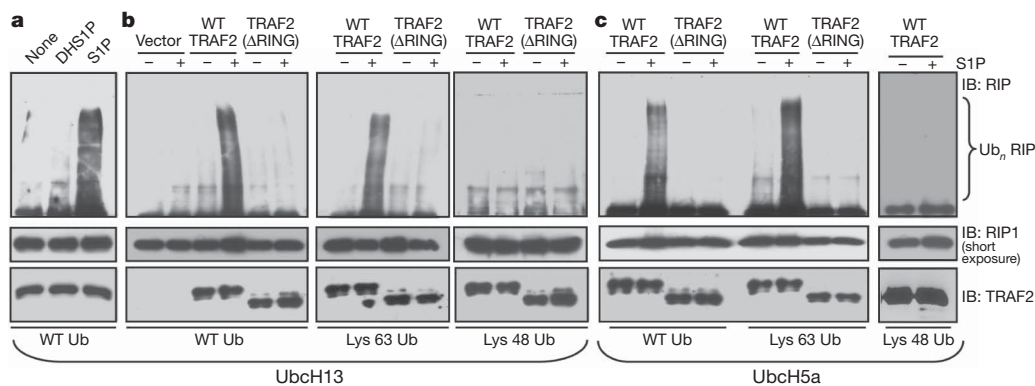 a b c
None DHS1P S1P
Vector WT TRAF2 TRAF2 (ΔRING) WT TRAF2 TRAF2 (ΔRING) WT TRAF2 TRAF2 (ΔRING) WT TRAF2 TRAF2 (ΔRING) WT TRAF2 TRAF2 (ΔRING) WT TRAF2
– + – + – + – + – + – + – + – + – + – + – + – + S1P
IB: RIP
Ubn RIP
IB: RIP1
(short
exposure)
IB: TRAF2
WT Ub WT Ub Lys 63 Ub Lys 48 Ub WT Ub Lys 63 Ub Lys 48 Ub
UbcH13 UbcH5a